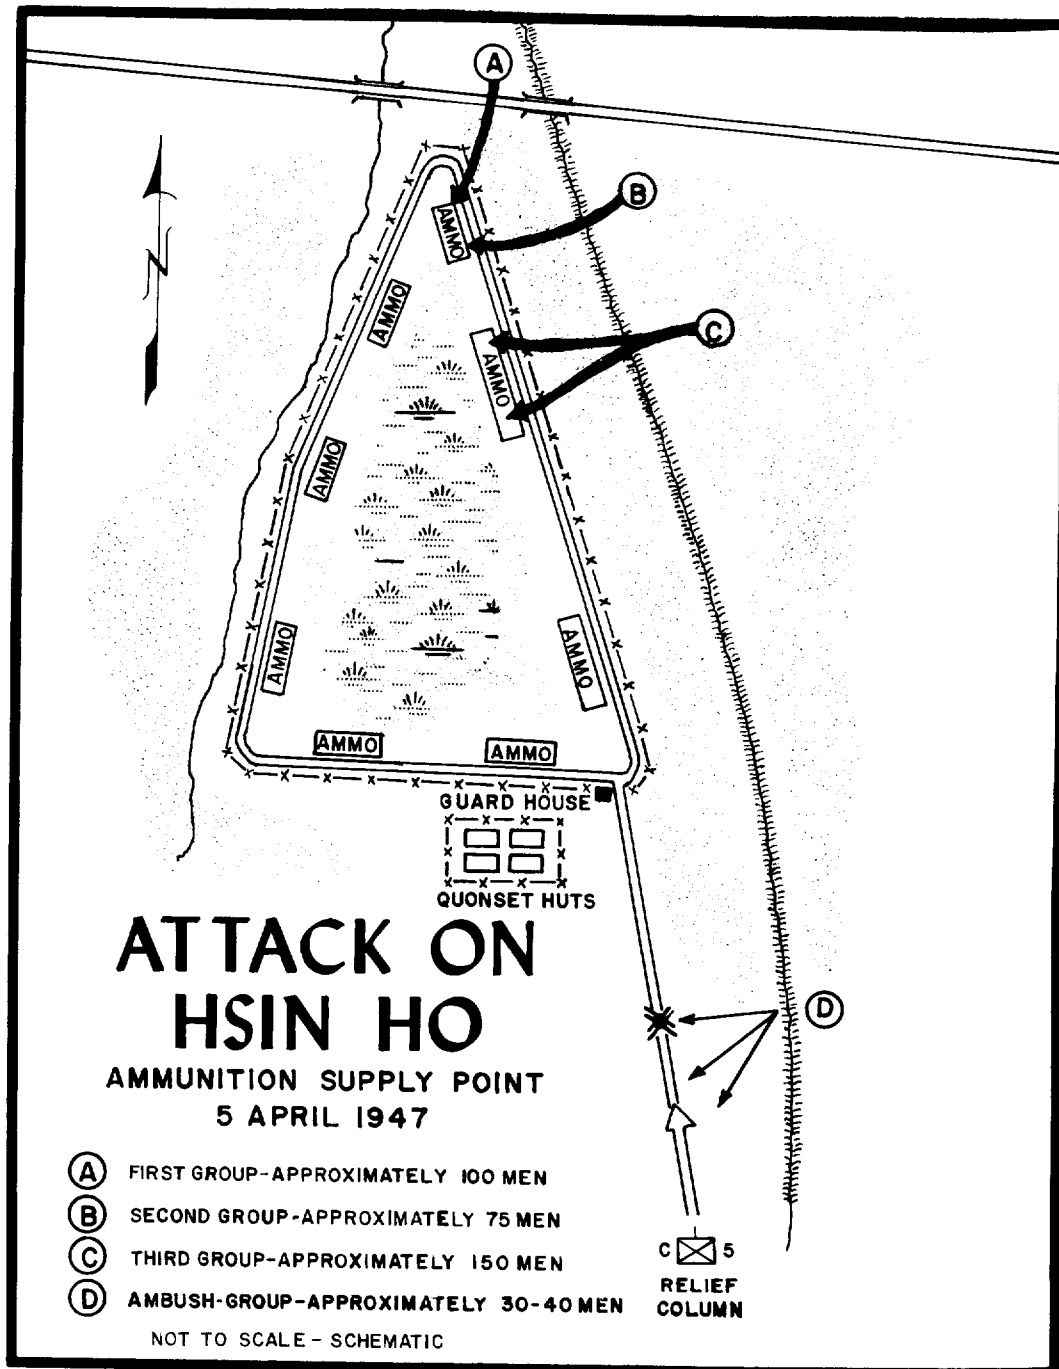 A
B
C
N
AMMO
AMMO
AMMO
AMMO
AMMO
AMMO
AMMO
AMMO
GUARD HOUSE
QUONSET HUTS
ATTACK ON
HSIN HO
AMMUNITION SUPPLY POINT
5 APRIL 1947
D
A FIRST GROUP-APPROXIMATELY 100 MEN
B SECOND GROUP-APPROXIMATELY 75 MEN
C THIRD GROUP-APPROXIMATELY 150 MEN
D AMBUSH-GROUP-APPROXIMATELY 30-40 MEN
NOT TO SCALE - SCHEMATIC
C 5
RELIEF
COLUMN